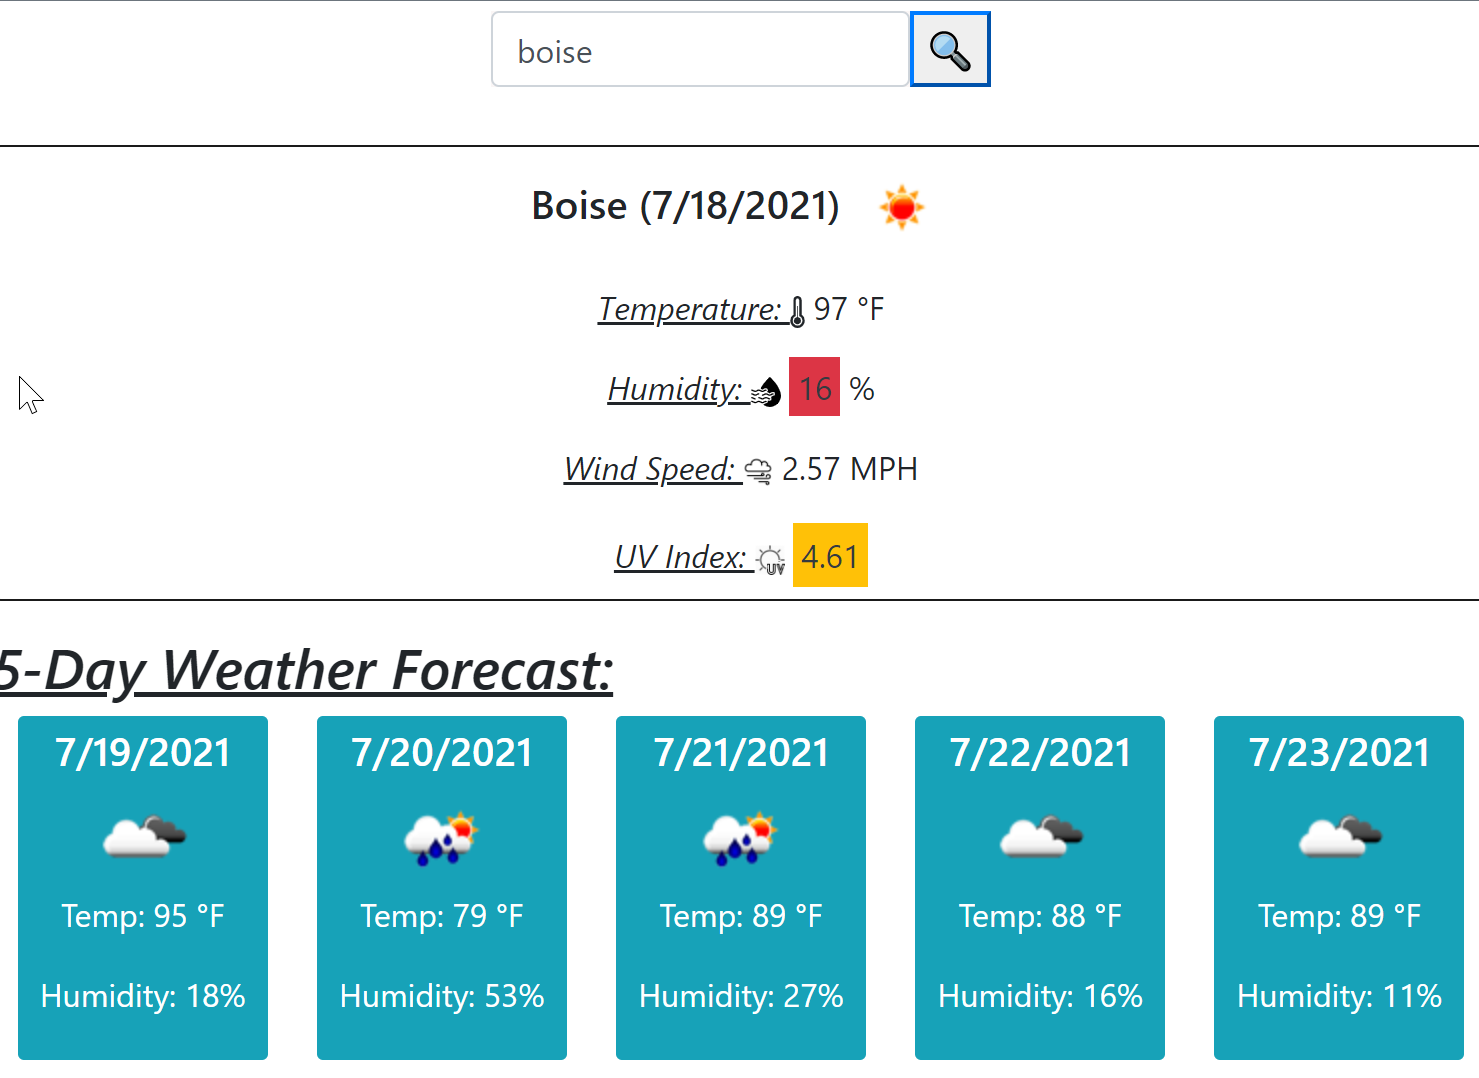 boise
Boise (7/18/2021)
Temperature: 97 °F
Humidity: 16 %
Wind Speed: 2.57 MPH
UV Index: UV 4.61
5-Day Weather Forecast:
7/19/2021
Temp: 95 °F
Humidity: 18%
7/20/2021
Temp: 79 °F
Humidity: 53%
7/21/2021
Temp: 89 °F
Humidity: 27%
7/22/2021
Temp: 88 °F
Humidity: 16%
7/23/2021
Temp: 89 °F
Humidity: 11%